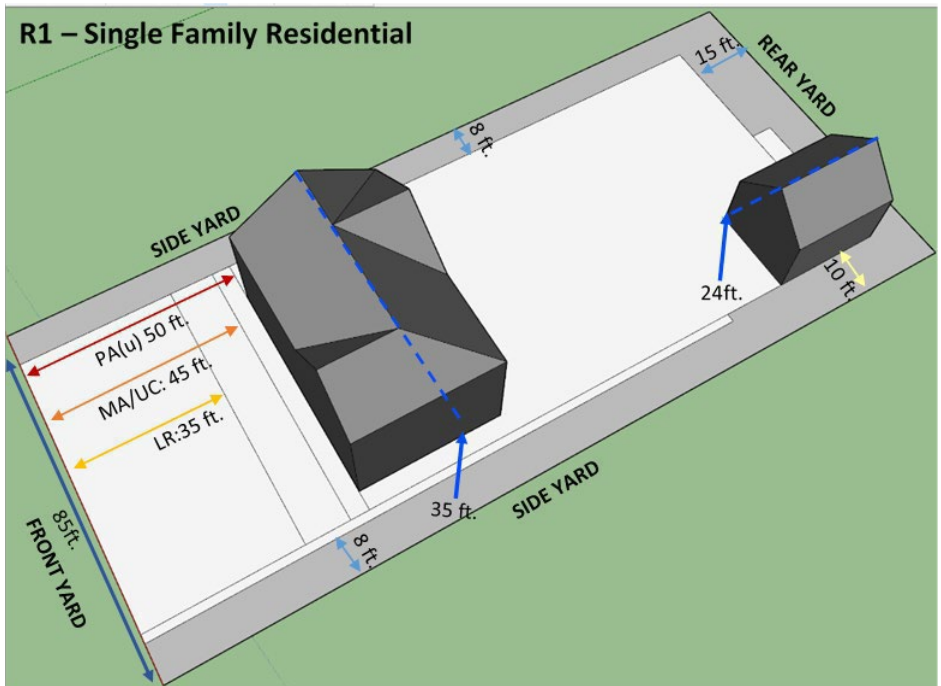 R1 – Single Family Residential
15 ft.
REAR YARD
8 ft.
SIDE YARD
24ft.
10 ft.
PA(u) 50 ft.
MA/UC: 45 ft.
LR:35 ft.
35 ft.
SIDE YARD
85ft.
FRONT YARD
8 ft.